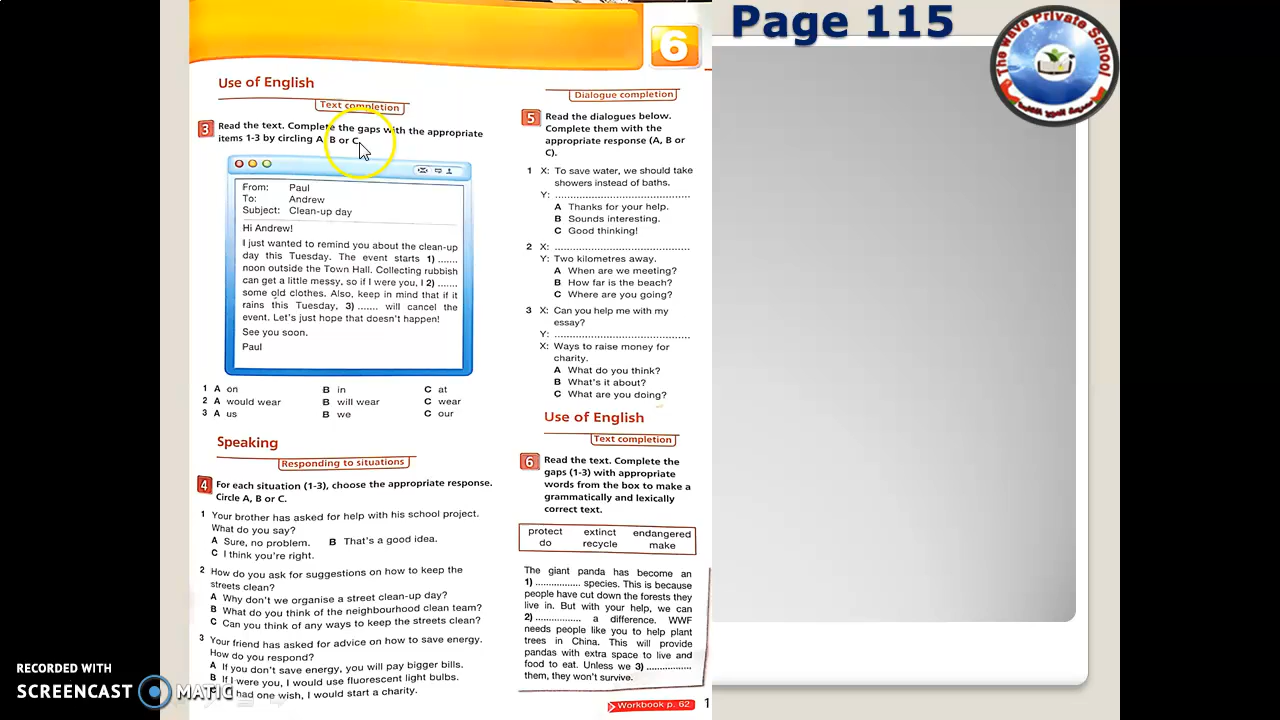 Page 115
The wave Private School
6
Use of English
Text completion
3 Read the text. Complete the gaps with the appropriate
items 1-3 by circling A, B or C.
From: Paul
To: Andrew
Subject: Clean-up day
Hi Andrew!
I just wanted to remind you about the clean-up
day this Tuesday. The event starts 1) .......
noon outside the Town Hall. Collecting rubbish
can get a little messy, so if I were you, I 2) .......
some old clothes. Also, keep in mind that if it
rains this Tuesday, 3) ....... will cancel the
event. Let's just hope that doesn't happen!
See you soon.
Paul
1 A on B in C at
2 A would wear B will wear C wear
3 A us B we C our
Speaking
Responding to situations
4 For each situation (1-3), choose the appropriate response.
Circle A, B or C.
1 Your brother has asked for help with his school project.
What do you say?
A Sure, no problem. B That's a good idea.
C I think you're right.
2 How do you ask for suggestions on how to keep the
streets clean?
A Why don't we organise a street clean-up day?
B What do you think of the neighbourhood clean team?
C Can you think of any ways to keep the streets clean?
3 Your friend has asked for advice on how to save energy.
How do you respond?
A If you don't save energy, you will pay bigger bills.
B If I were you, I would use fluorescent light bulbs.
had one wish, I would start a charity.
Dialogue completion
5 Read the dialogues below.
Complete them with the
appropriate response (A, B or
C).
1 X: To save water, we should take
showers instead of baths.
Y: .......................................
A Thanks for your help.
B Sounds interesting.
C Good thinking!
2 X: .......................................
Y: Two kilometres away.
A When are we meeting?
B How far is the beach?
C Where are you going?
3 X: Can you help me with my
essay?
Y: .......................................
X: Ways to raise money for
charity.
A What do you think?
B What's it about?
C What are you doing?
Use of English
Text completion
6 Read the text. Complete the
gaps (1-3) with appropriate
words from the box to make a
grammatically and lexically
correct text.
protect extinct endangered
do recycle make
The giant panda has become an
1) ................. species. This is because
people have cut down the forests they
live in. But with your help, we can
2) ................. a difference. WWF
needs people like you to help plant
trees in China. This will provide
pandas with extra space to live and
food to eat. Unless we 3) .................
them, they won't survive.
Workbook p. 62
1
RECORDED WITH
SCREENCAST MATIC